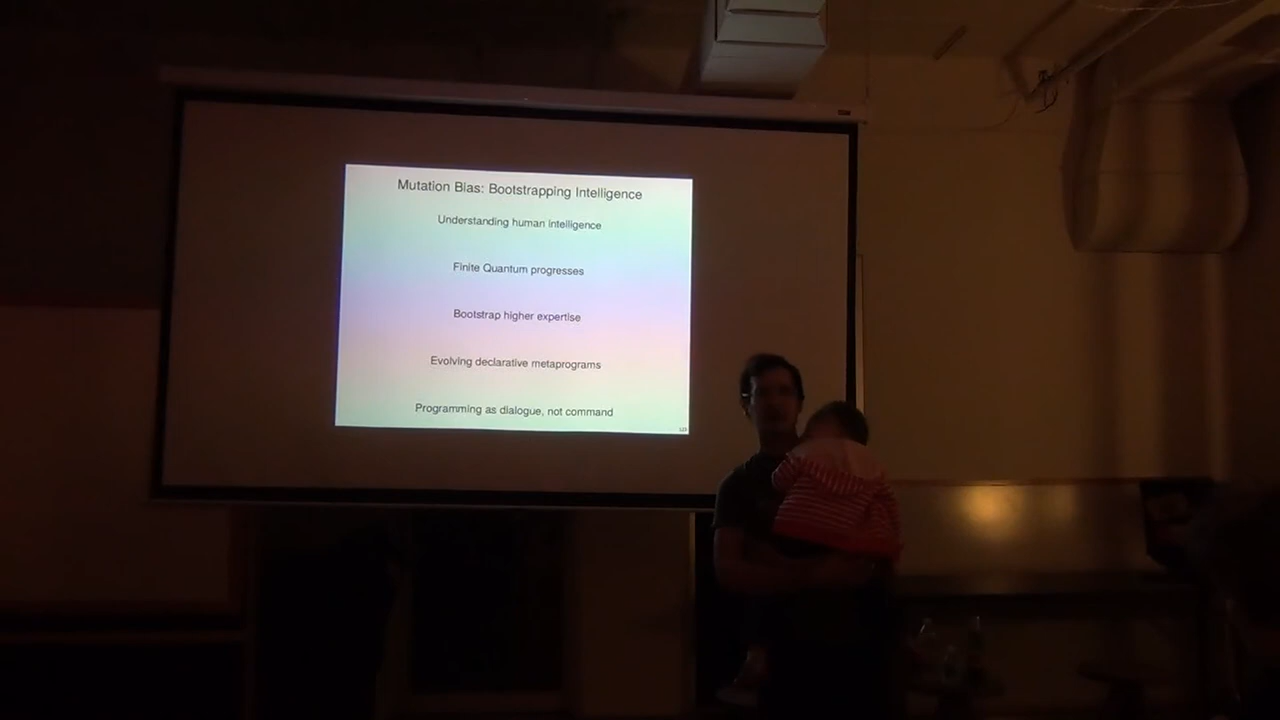 Mutation Bias: Bootstrapping Intelligence
Understanding human intelligence
Finite Quantum progresses
Bootstrap higher expertise
Evolving declarative metaprograms
Programming as dialogue, not command